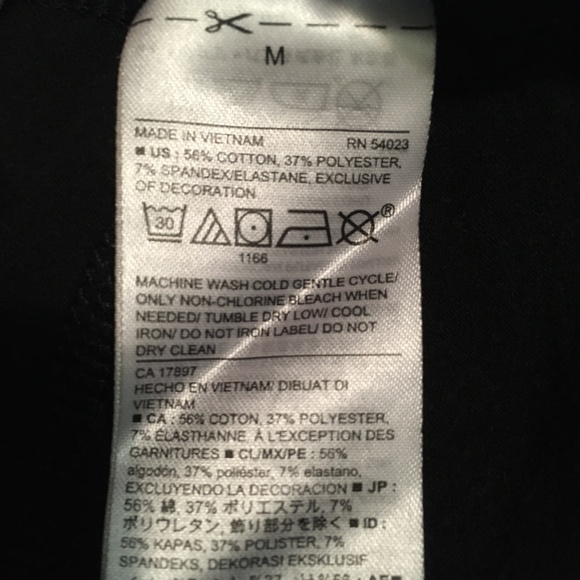 M
MADE IN VIETNAM RN 54023
■ US : 56% COTTON, 37% POLYESTER,
7% SPANDEX/ELASTANE, EXCLUSIVE
OF DECORATION
30 ®
1166
MACHINE WASH COLD GENTLE CYCLE/
ONLY NON-CHLORINE BLEACH WHEN
NEEDED/ TUMBLE DRY LOW/ COOL
IRON/ DO NOT IRON LABEL/ DO NOT
DRY CLEAN
CA 17897
HECHO EN VIETNAM/ DIBUAT DI
VIETNAM
■ CA : 56% COTON, 37% POLYESTER,
7% ÉLASTHANNE, À L'EXCEPTION DES
GARNITURES ■ CL/MX/PE : 56%
algodón, 37% poliéster, 7% elastano,
EXCLUYENDO LA DECORACION ■ JP :
56% 綿, 37% ポリエステル, 7%
ポリウレタン, 飾り部分を除く ■ ID :
56% KAPAS, 37% POLISTER, 7%
SPANDEKS, DEKORASI EKSKLUSIF